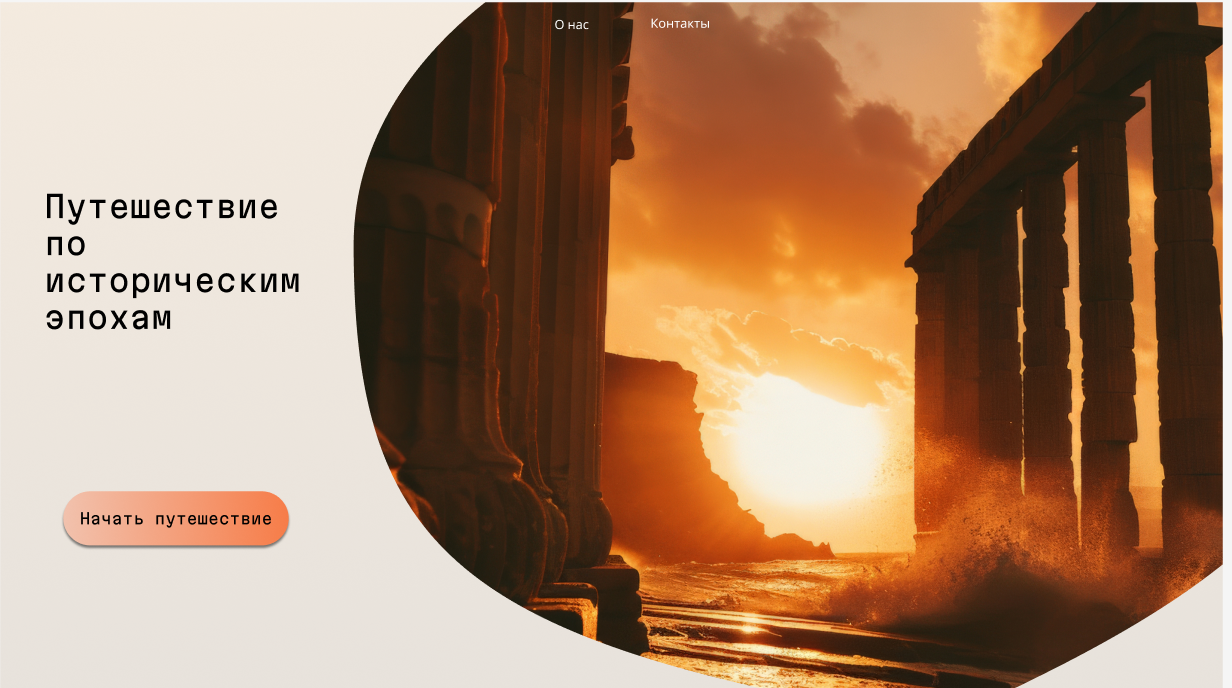 О нас
Контакты
Путешествие
по
историческим
эпохам
Начать путешествие